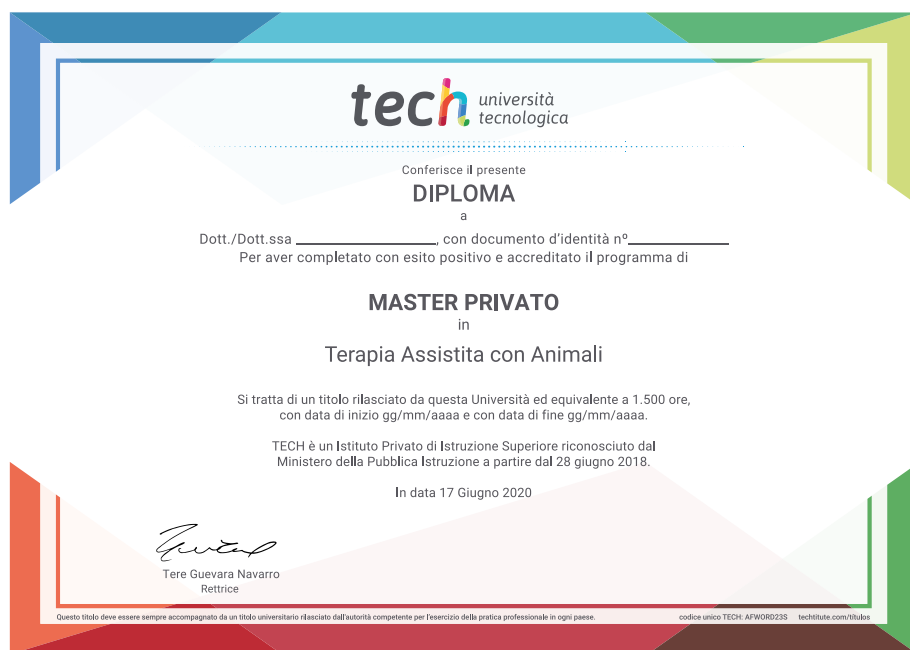 tech università
tecnologica
Conferisce il presente
DIPLOMA
a
Dott./Dott.ssa ________________, con documento d'identità nº____________
Per aver completato con esito positivo e accreditato il programma di
MASTER PRIVATO
in
Terapia Assistita con Animali
Si tratta di un titolo rilasciato da questa Università ed equivalente a 1.500 ore,
con data di inizio gg/mm/aaaa e con data di fine gg/mm/aaaa.
TECH è un Istituto Privato di Istruzione Superiore riconosciuto dal
Ministero della Pubblica Istruzione a partire dal 28 giugno 2018.
In data 17 Giugno 2020
Tere Guevara Navarro
Rettrice
Questo titolo deve essere sempre accompagnato da un titolo universitario rilasciato dall'autorità competente per l'esercizio della pratica professionale in ogni paese. codice unico TECH: AFWORD23S techtitute.com/títulos